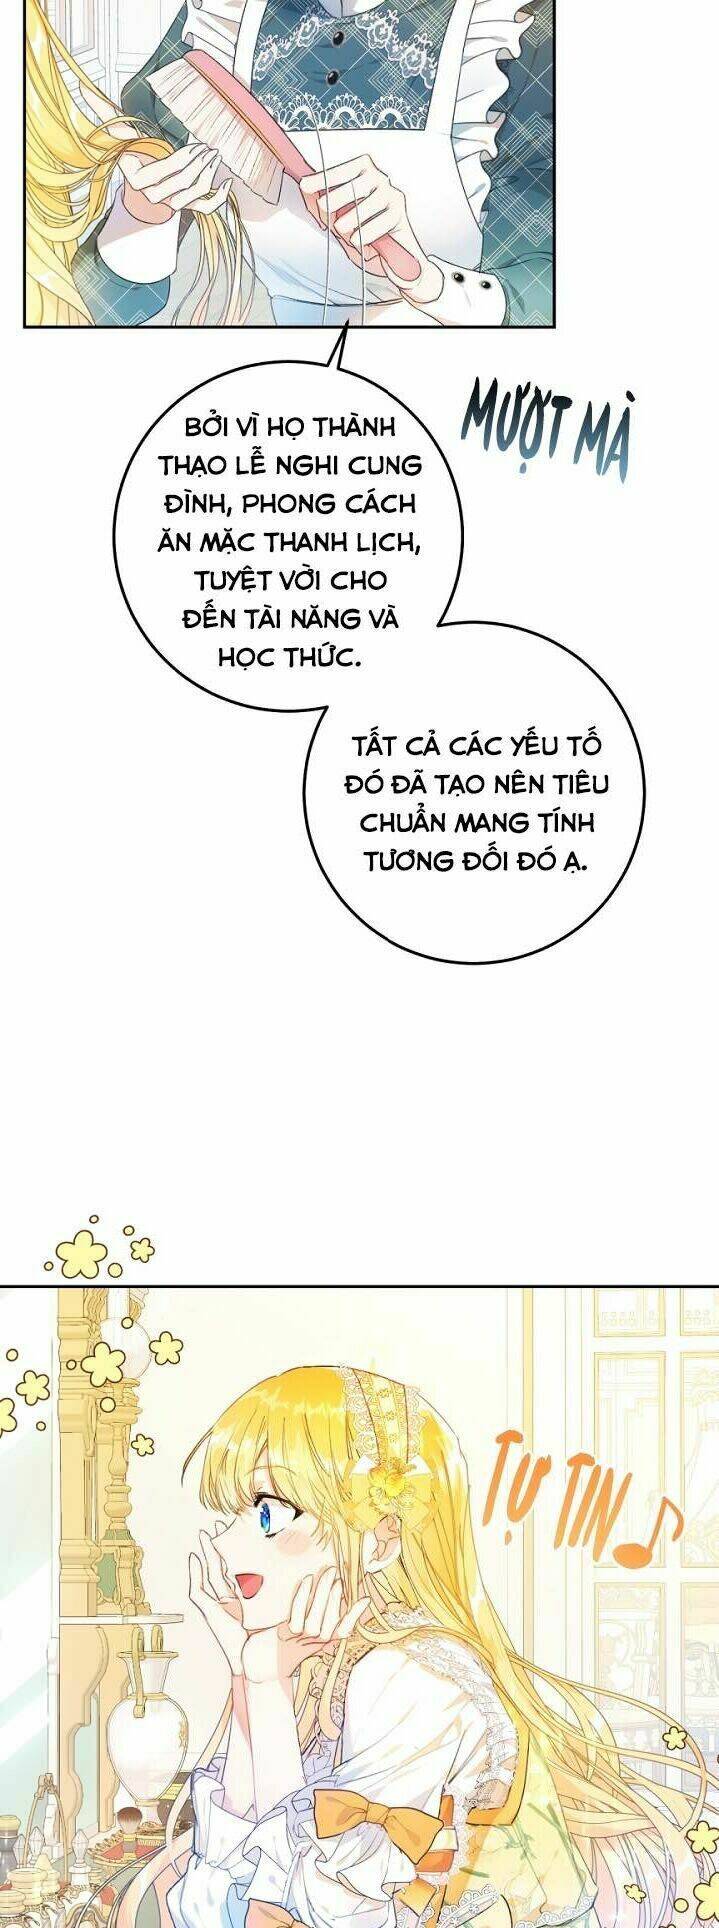 MƯỢT MÀ
BỞI VÌ HỌ THÀNH
THẠO LỄ NGHI CUNG
ĐÌNH, PHONG CÁCH
ĂN MẶC THANH LỊCH,
TUYỆT VỜI CHO
ĐẾN TÀI NĂNG VÀ
HỌC THỨC.
TẤT CẢ CÁC YẾU TỐ
ĐÓ ĐÃ TẠO NÊN TIÊU
CHUẨN MANG TÍNH
TƯƠNG ĐỐI ĐÓ Ạ.
TỰ TIN